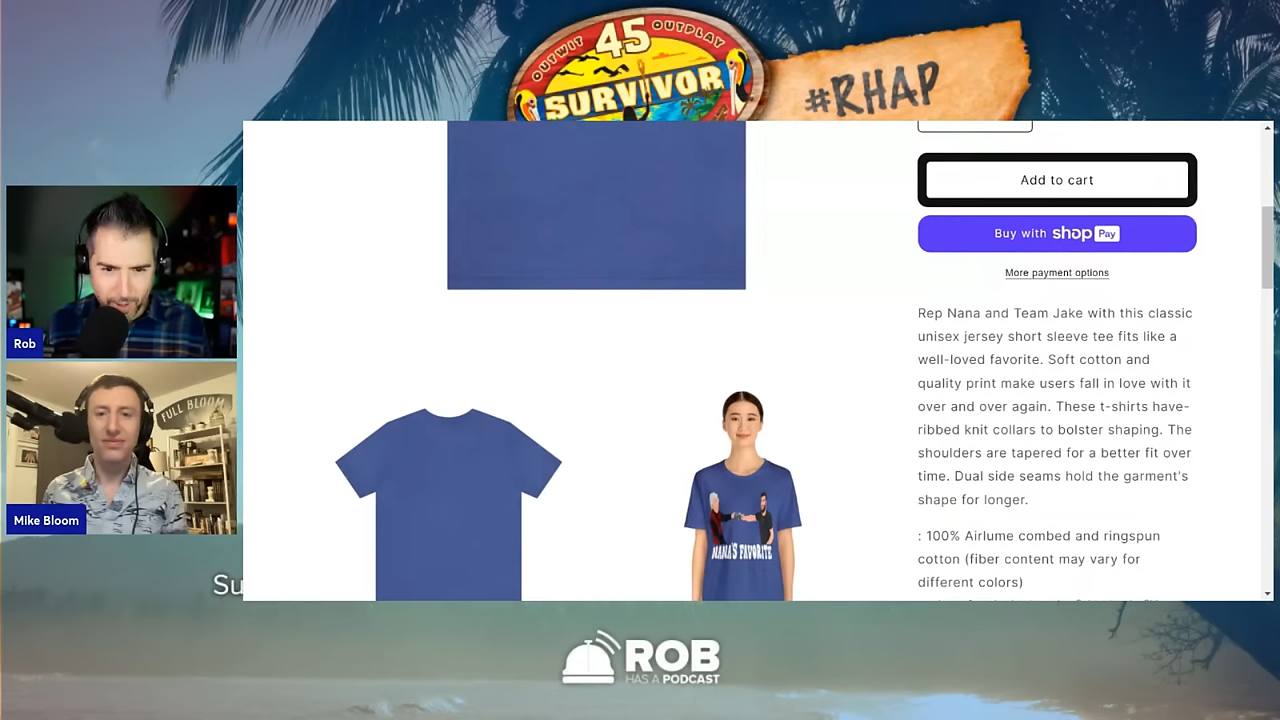 OUTWIT 45 OUTPLAY
SURVIVOR
#RHAP
Add to cart
Buy with shop Pay
More payment options
Rep Nana and Team Jake with this classic
unisex jersey short sleeve tee fits like a
well-loved favorite. Soft cotton and
quality print make users fall in love with it
over and over again. These t-shirts have-
ribbed knit collars to bolster shaping. The
shoulders are tapered for a better fit over
time. Dual side seams hold the garment's
shape for longer.
: 100% Airlume combed and ringspun
cotton (fiber content may vary for
different colors)
Rob
FULL BLOOM
Mike Bloom
NANA'S FAVORITE
Su
ROB
HAS A PODCAST